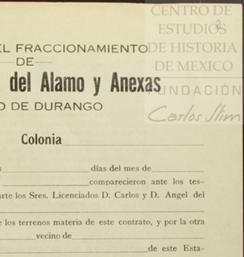 CENTRO DE
ESTUDIOS
DE HISTORIA
DE MEXICO
FUNDACIÓN
Carlos Slim
2
EL FRACCIONAMIENTO
DE
del Alamo y Anexas
O DE DURANGO
Colonia
días del mes de
comparecieron ante los tes-
arte los Sres. Licenciados D. Carlos y D. Angel del
e los terrenos materia de este contrato, y por la otra
vecino de
de este Esta-